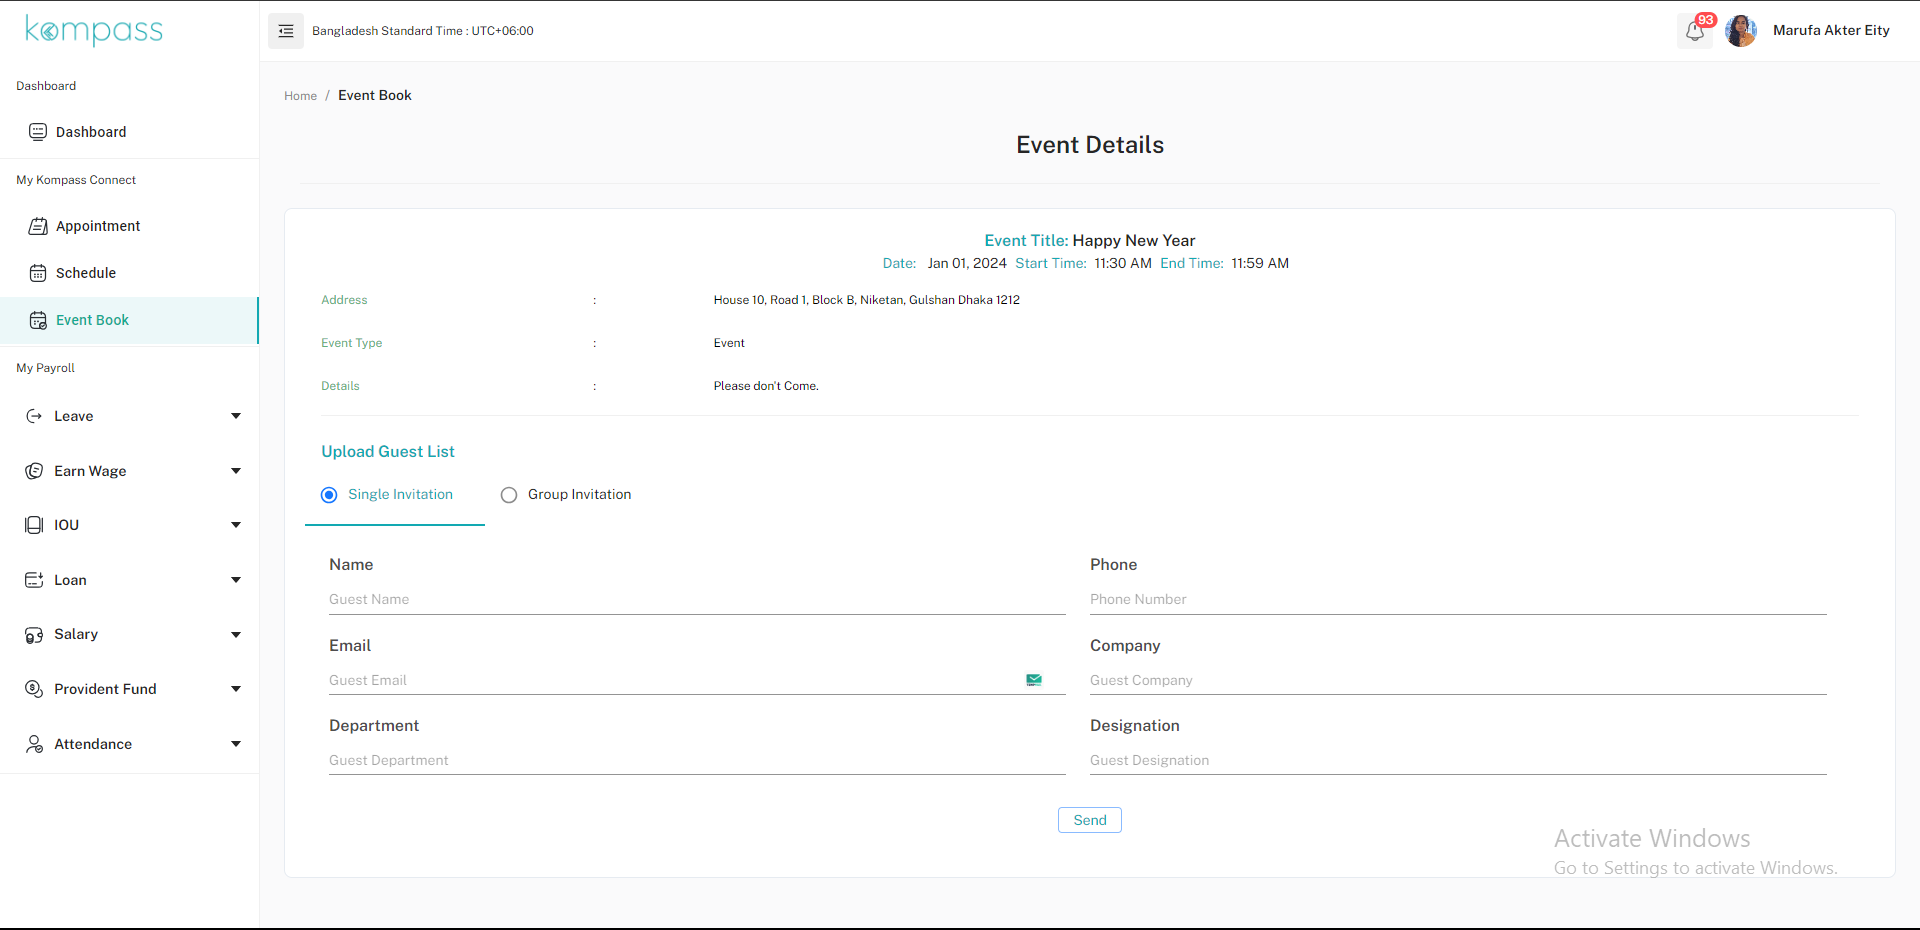 kompass
Bangladesh Standard Time : UTC+06:00
93
Marufa Akter Eity
Dashboard
Dashboard
My Kompass Connect
Appointment
Schedule
Event Book
My Payroll
Leave
Earn Wage
IOU
Loan
Salary
Provident Fund
Attendance
Home / Event Book
Event Details
Event Title: Happy New Year
Date: Jan 01, 2024 Start Time: 11:30 AM End Time: 11:59 AM
Address : House 10, Road 1, Block B, Niketan, Gulshan Dhaka 1212
Event Type : Event
Details : Please don't Come.
Upload Guest List
Single Invitation Group Invitation
Name Phone
Guest Name Phone Number
Email Company
Guest Email Guest Company
Department Designation
Guest Department Guest Designation
Send
Activate Windows
Go to Settings to activate Windows.